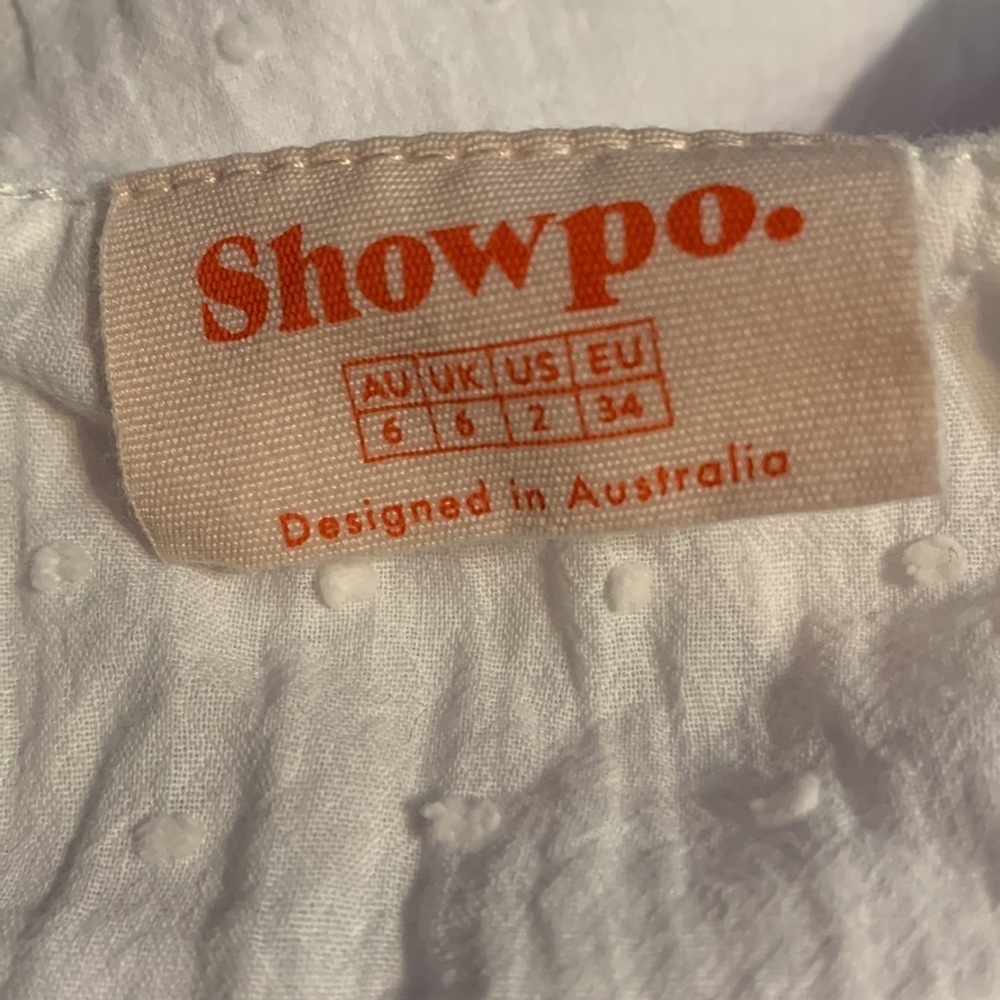 Showpo.
AU UK US EU
6 6 2 34
Designed in Australia